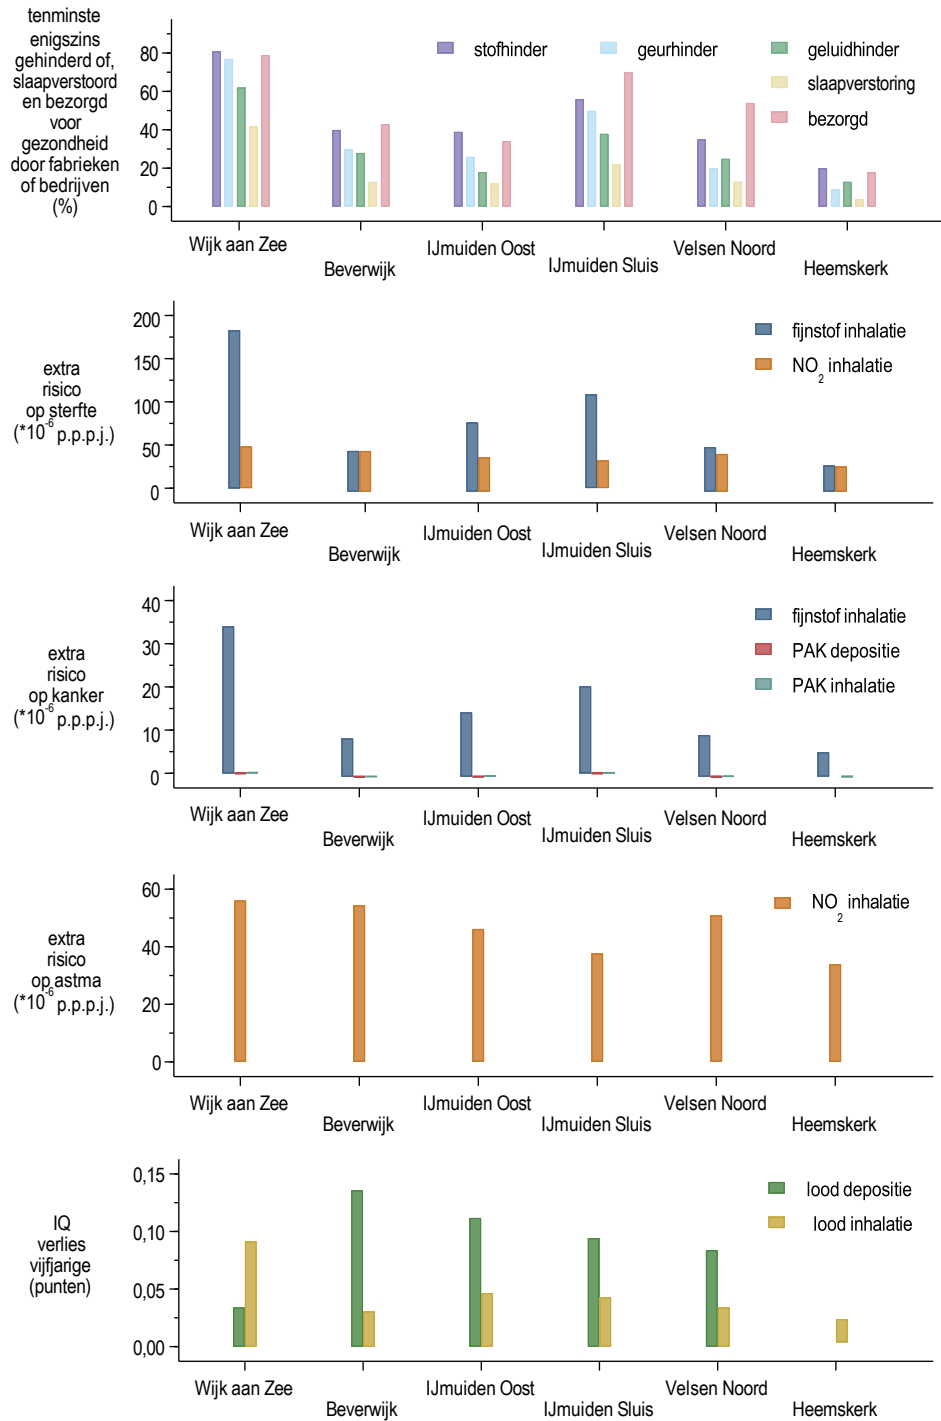 tenminste
enigszins
gehinderd of,
slaapverstoord
en bezorgd
voor
gezondheid
door fabrieken
of bedrijven
(%)
80
60
40
20
0
stofhinder
geurhinder
geluidhinder
slaapverstoring
bezorgd
Wijk aan Zee
Beverwijk
IJmuiden Oost
IJmuiden Sluis
Velsen Noord
Heemskerk
extra
risico
op sterfte
(*10-6 p.p.p.j.)
200
150
100
50
0
fijnstof inhalatie
NO2 inhalatie
Wijk aan Zee
Beverwijk
IJmuiden Oost
IJmuiden Sluis
Velsen Noord
Heemskerk
extra
risico
op kanker
(*10-6 p.p.p.j.)
40
30
20
10
0
fijnstof inhalatie
PAK depositie
PAK inhalatie
Wijk aan Zee
Beverwijk
IJmuiden Oost
IJmuiden Sluis
Velsen Noord
Heemskerk
extra
risico
op astma
(*10-6 p.p.p.j.)
60
40
20
0
NO2 inhalatie
Wijk aan Zee
Beverwijk
IJmuiden Oost
IJmuiden Sluis
Velsen Noord
Heemskerk
IQ
verlies
vijfjarige
(punten)
0,15
0,10
0,05
0,00
lood depositie
lood inhalatie
Wijk aan Zee
Beverwijk
IJmuiden Oost
IJmuiden Sluis
Velsen Noord
Heemskerk